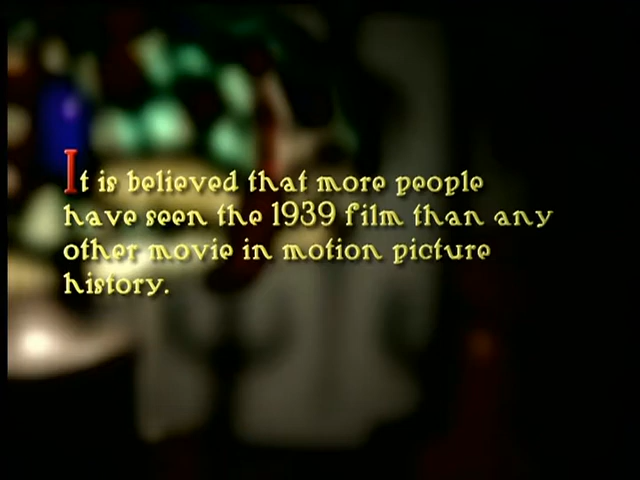 It is believed that more people
have seen the 1939 film than any
other movie in motion picture
history.